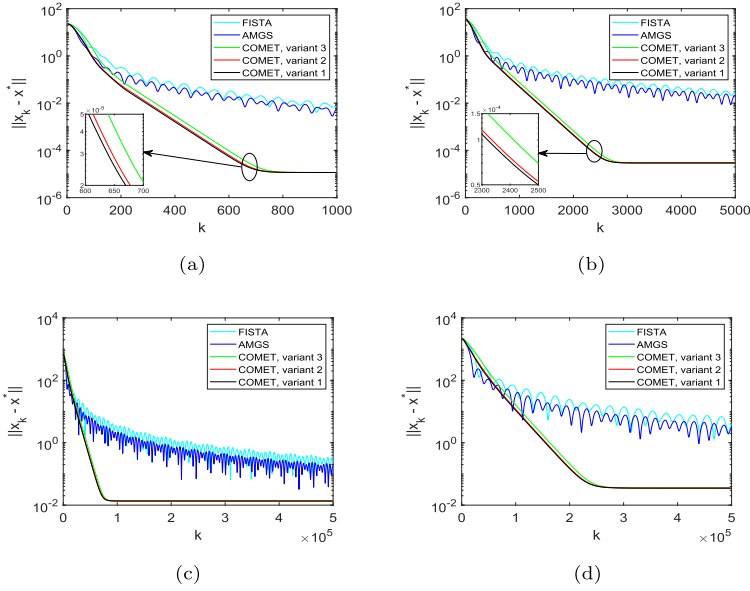 10^2
10^0
10^-2
10^-4
10^-6
||x_k - x^*||
FISTA
AMGS
COMET, variant 3
COMET, variant 2
COMET, variant 1
5 ×10^-5
3
2
600 650 700
0 200 400 600 800 1000
k
(a)
10^2
10^0
10^-2
10^-4
10^-6
||x_k - x^*||
FISTA
AMGS
COMET, variant 3
COMET, variant 2
COMET, variant 1
1.5 ×10^-4
1
0.5
2300 2400 2500
0 1000 2000 3000 4000 5000
k
(b)
10^4
10^2
10^0
10^-2
||x_k - x^*||
FISTA
AMGS
COMET, variant 3
COMET, variant 2
COMET, variant 1
0 1 2 3 4 5
k ×10^5
(c)
10^4
10^2
10^0
10^-2
||x_k - x^*||
FISTA
AMGS
COMET, variant 3
COMET, variant 2
COMET, variant 1
0 1 2 3 4 5
k ×10^5
(d)